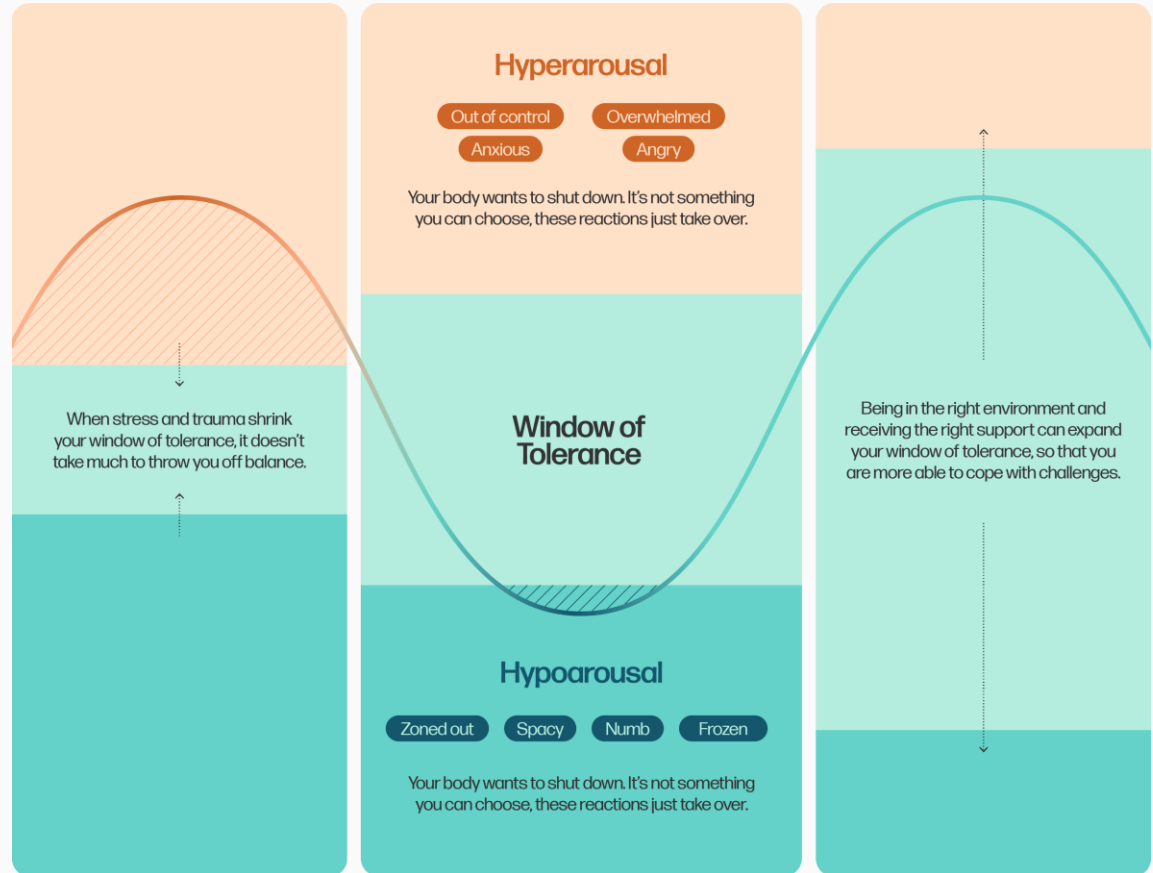 Hyperarousal
Out of control
Overwhelmed
Anxious
Angry
Your body wants to shut down. It's not something
you can choose, these reactions just take over.
When stress and trauma shrink
your window of tolerance, it doesn't
take much to throw you off balance.
Window of
Tolerance
Being in the right environment and
receiving the right support can expand
your window of tolerance, so that you
are more able to cope with challenges.
Hypoarousal
Zoned out
Spacy
Numb
Frozen
Your body wants to shut down. It's not something
you can choose, these reactions just take over.